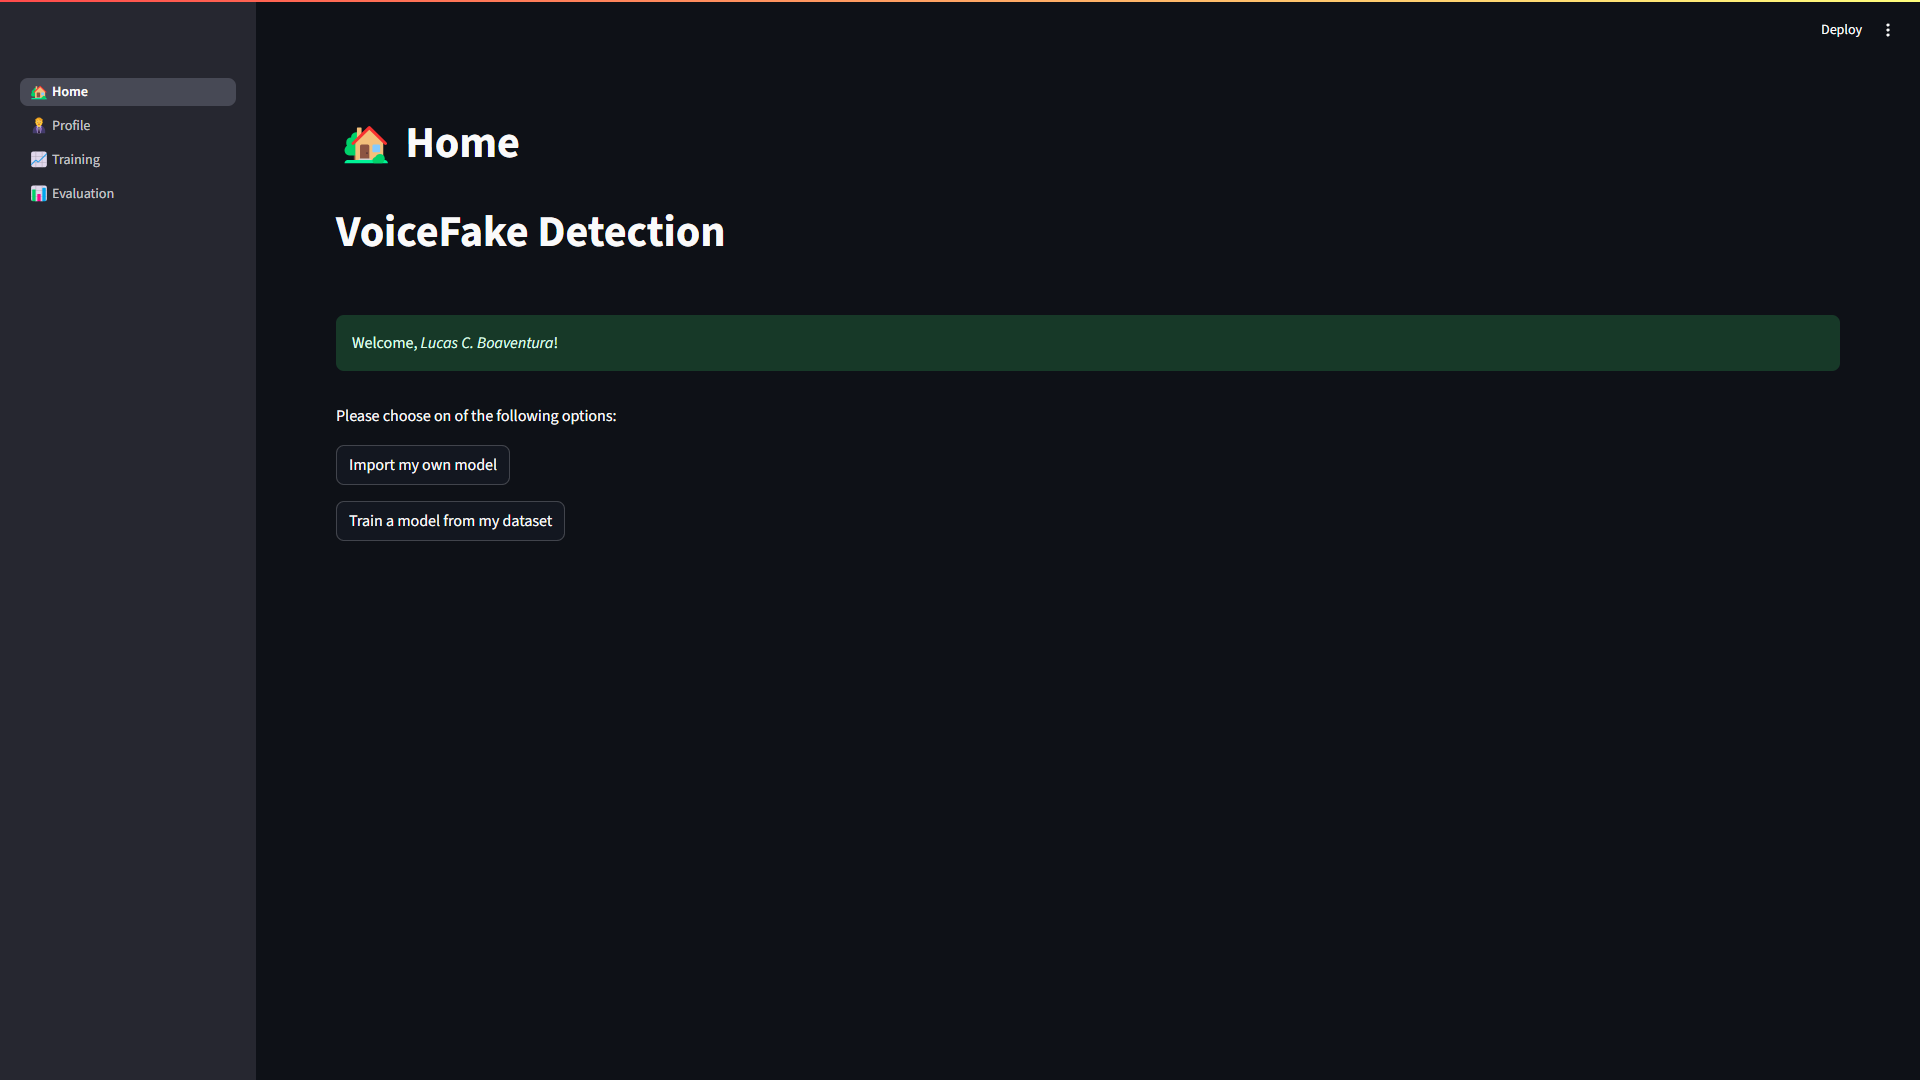 Deploy
Home
Profile
Training
Evaluation
Home
VoiceFake Detection
Welcome, Lucas C. Boaventura!
Please choose on of the following options:
Import my own model
Train a model from my dataset